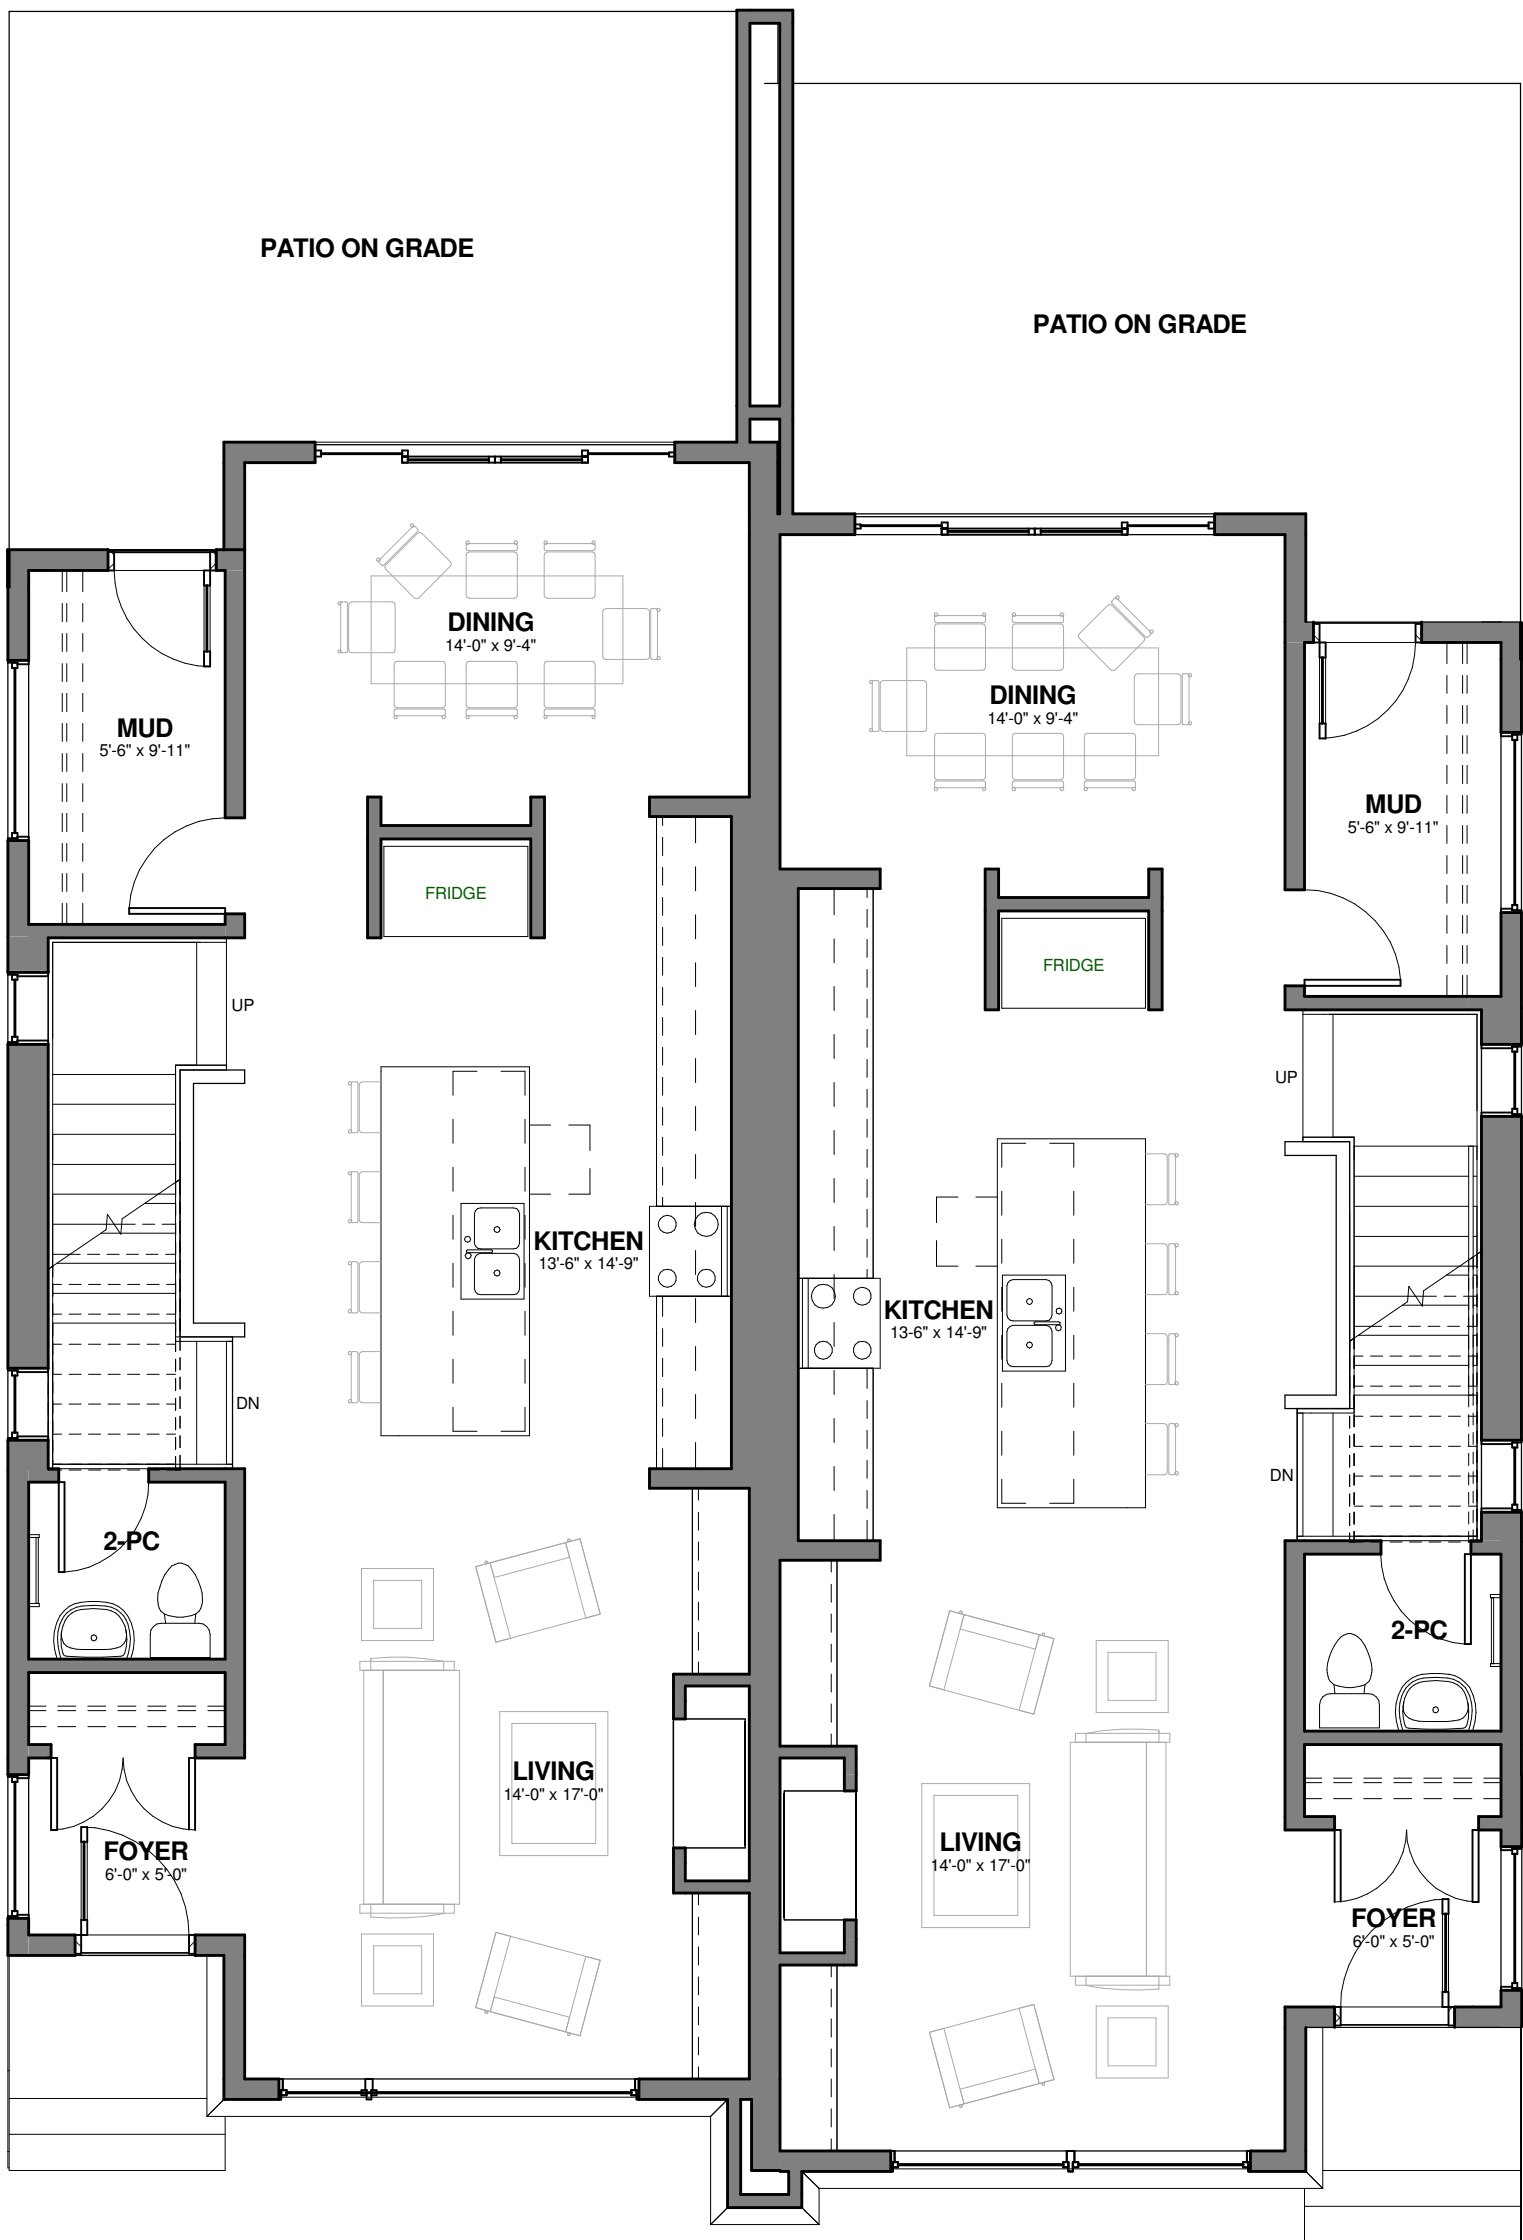 PATIO ON GRADE
DINING
14'-0" x 9'-4"
MUD
5'-6" x 9'-11"
FRIDGE
UP
KITCHEN
13'-6" x 14'-9"
DN
2-PC
LIVING
14'-0" x 17'-0"
FOYER
6'-0" x 5'-0"
PATIO ON GRADE
DINING
14'-0" x 9'-4"
MUD
5'-6" x 9'-11"
FRIDGE
UP
KITCHEN
13-6" x 14'-9"
DN
2-PC
LIVING
14'-0" x 17'-0"
FOYER
6'-0" x 5'-0"